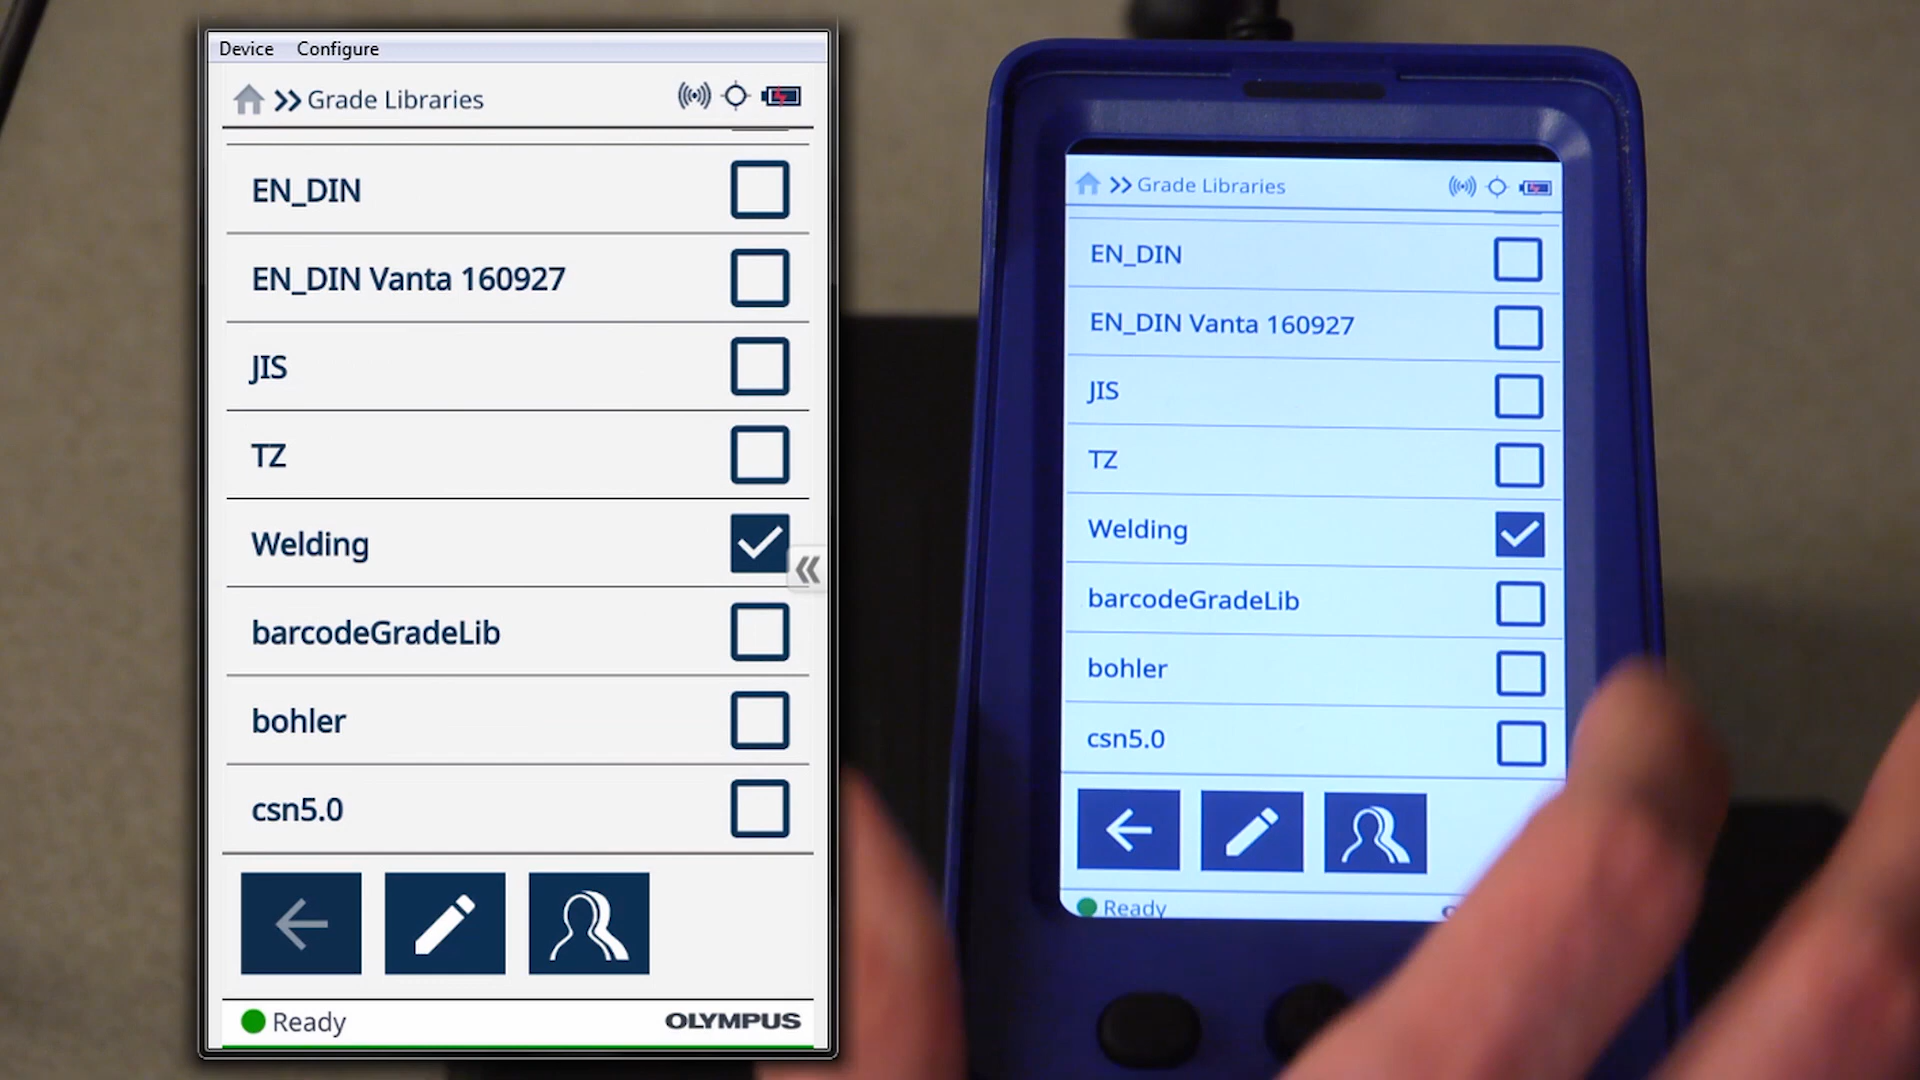 Device Configure
Grade Libraries
EN_DIN
EN_DIN Vanta 160927
JIS
TZ
Welding
barcodeGradeLib
bohler
csn5.0
Ready OLYMPUS
Grade Libraries
EN_DIN
EN_DIN Vanta 160927
JIS
TZ
Welding
barcodeGradeLib
bohler
csn5.0
Ready